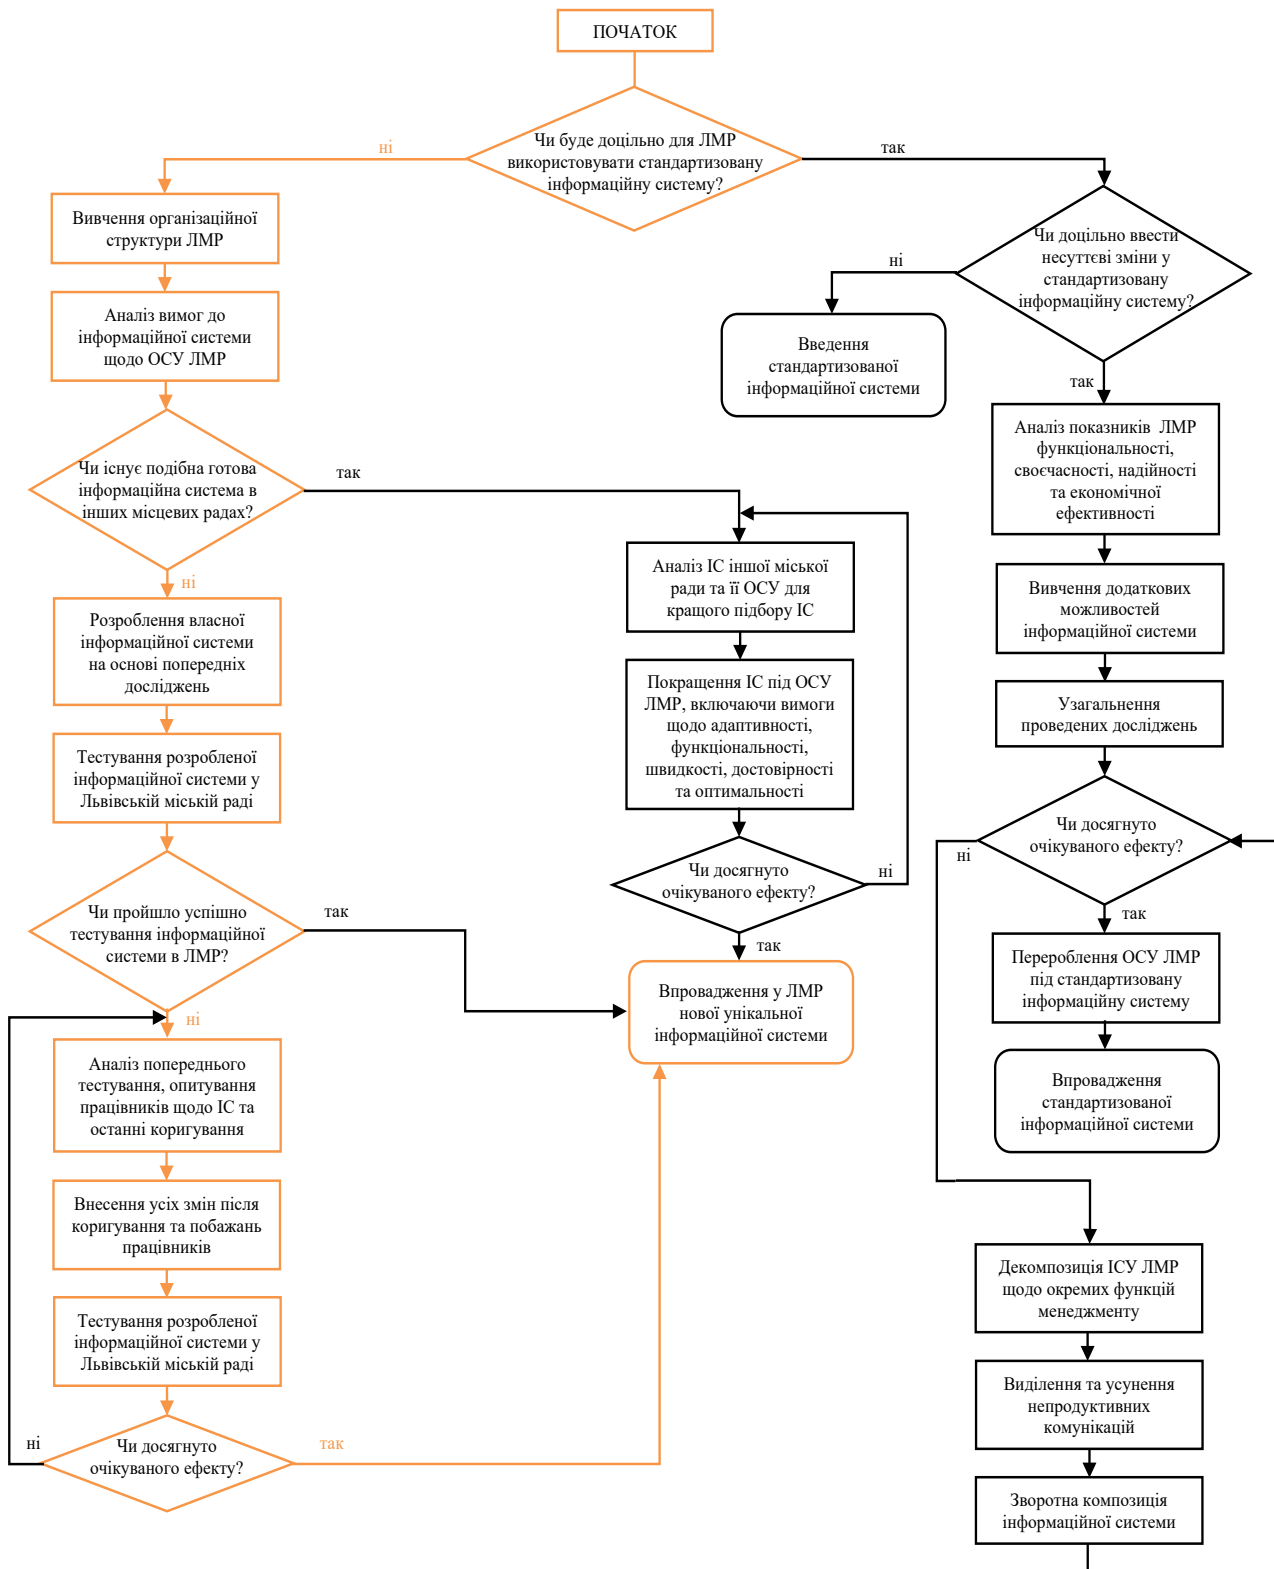 ПОЧАТОК
Чи буде доцільно для ЛМР
використовувати стандартизовану
інформаційну систему?
ні
так
Вивчення організаційної
структури ЛМР
Чи доцільно ввести
несуттєві зміни у
стандартизовану
інформаційну систему?
ні
так
Аналіз вимог до
інформаційної системи
щодо ОСУ ЛМР
Введення
стандартизованої
інформаційної системи
Чи існує подібна готова
інформаційна система в
інших місцевих радах?
так
ні
Аналіз показників ЛМР
функціональності,
своєчасності, надійності
та економічної
ефективності
Аналіз ІС іншої міської
ради та її ОСУ для
кращого підбору ІС
Вивчення додаткових
можливостей
інформаційної системи
Розроблення власної
інформаційної системи
на основі попередніх
досліджень
Покращення ІС під ОСУ
ЛМР, включаючи вимоги
щодо адаптивності,
функціональності,
швидкості, достовірності
та оптимальності
Узагальнення
проведених досліджень
Тестування розробленої
інформаційної системи у
Львівській міській раді
Чи досягнуто
очікуваного ефекту?
ні
так
Чи досягнуто
очікуваного ефекту?
ні
так
Чи пройшло успішно
тестування інформаційної
системи в ЛМР?
так
ні
Перероблення ОСУ ЛМР
під стандартизовану
інформаційну систему
Впровадження у ЛМР
нової унікальної
інформаційної системи
Аналіз попереднього
тестування, опитування
працівників щодо ІС та
останні коригування
Впровадження
стандартизованої
інформаційної системи
Внесення усіх змін після
коригування та побажань
працівників
Декомпозиція ІСУ ЛМР
щодо окремих функцій
менеджменту
Тестування розробленої
інформаційної системи у
Львівській міській раді
Виділення та усунення
непродуктивних
комунікацій
Чи досягнуто
очікуваного ефекту?
ні
так
Зворотна композиція
інформаційної системи